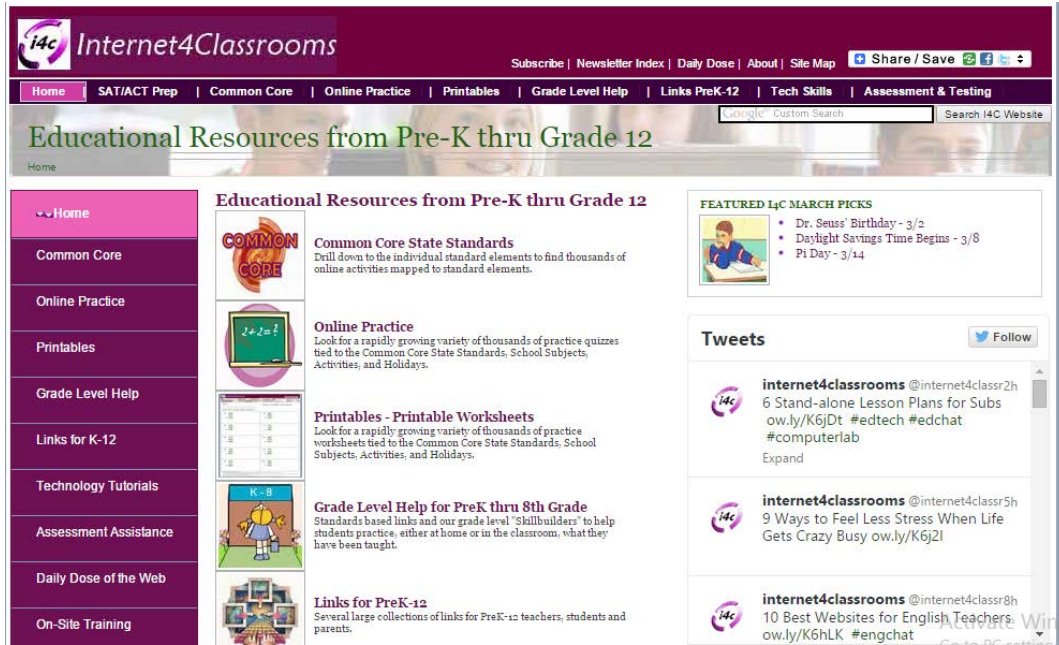 i4c Internet4Classrooms
Subscribe | Newsletter Index | Daily Dose | About | Site Map
Share / Save
Home | SAT/ACT Prep | Common Core | Online Practice | Printables | Grade Level Help | Links PreK-12 | Tech Skills | Assessment & Testing
Google™ Custom Search
Search I4C Website
Educational Resources from Pre-K thru Grade 12
Home
Home
Common Core
Online Practice
Printables
Grade Level Help
Links for K-12
Technology Tutorials
Assessment Assistance
Daily Dose of the Web
On-Site Training
Educational Resources from Pre-K thru Grade 12
COMMON
CORE
Common Core State Standards
Drill down to the individual standard elements to find thousands of
online activities mapped to standard elements.
2+2=?
Online Practice
Look for a rapidly growing variety of thousands of practice quizzes
tied to the Common Core State Standards, School Subjects,
Activities, and Holidays.
Printables - Printable Worksheets
Look for a rapidly growing variety of thousands of practice
worksheets tied to the Common Core State Standards, School
Subjects, Activities, and Holidays.
K-8
Grade Level Help for PreK thru 8th Grade
Standards based links and our grade level "Skillbuilders" to help
students practice, either at home or in the classroom, what they
have been taught.
Links for PreK-12
Several large collections of links for PreK-12 teachers, students and
parents.
FEATURED I4C MARCH PICKS
Dr. Seuss' Birthday - 3/2
Daylight Savings Time Begins - 3/8
Pi Day - 3/14
Tweets
Follow
i4c
internet4classrooms @internet4classr 2h
6 Stand-alone Lesson Plans for Subs
ow.ly/K6jDt #edtech #edchat
#computerlab
Expand
i4c
internet4classrooms @internet4classr 5h
9 Ways to Feel Less Stress When Life
Gets Crazy Busy ow.ly/K6j2I
i4c
internet4classrooms @internet4classr 8h
10 Best Websites for English Teachers
ow.ly/K6hLK #engchat
Activate Win